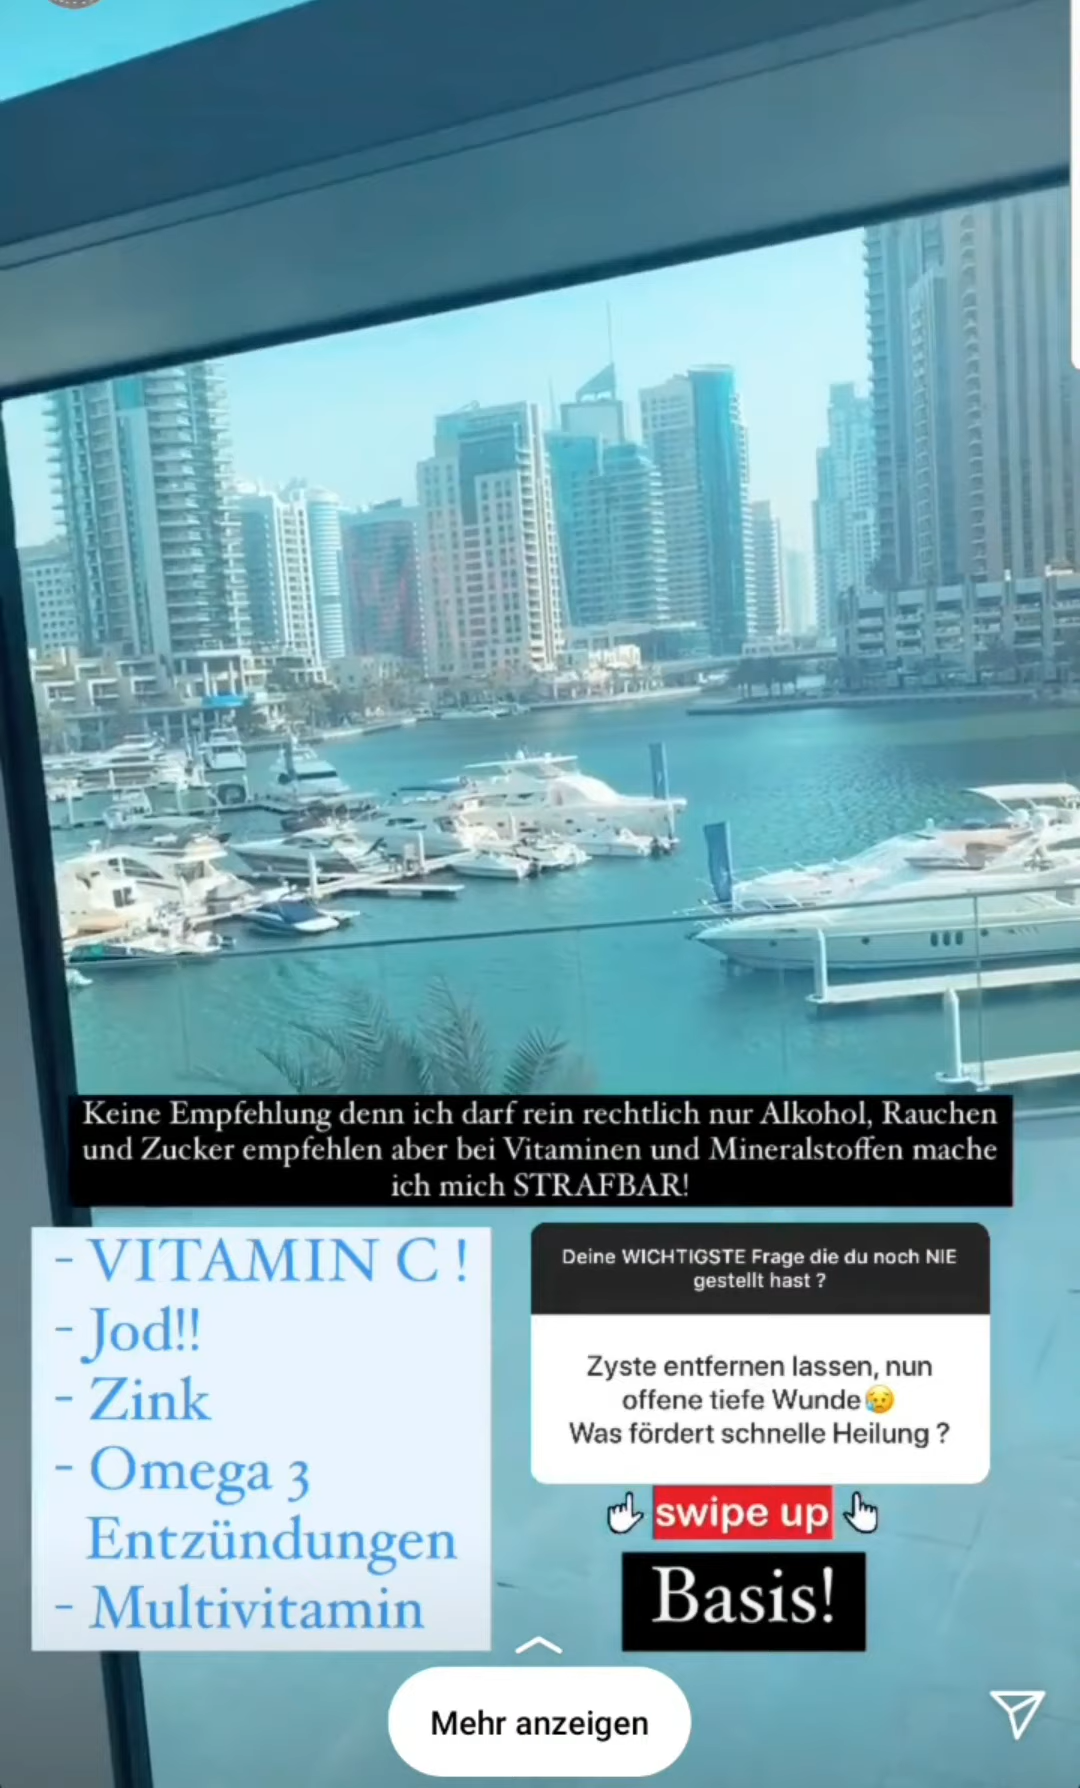 Keine Empfehlung denn ich darf rein rechtlich nur Alkohol, Rauchen
und Zucker empfehlen aber bei Vitaminen und Mineralstoffen mache
ich mich STRAFBAR!
- VITAMIN C !
- Jod!!
- Zink
- Omega 3
Entzündungen
- Multivitamin
Deine WICHTIGSTE Frage die du noch NIE
gestellt hast ?
Zyste entfernen lassen, nun
offene tiefe Wunde😥
Was fördert schnelle Heilung ?
swipe up
Basis!
Mehr anzeigen